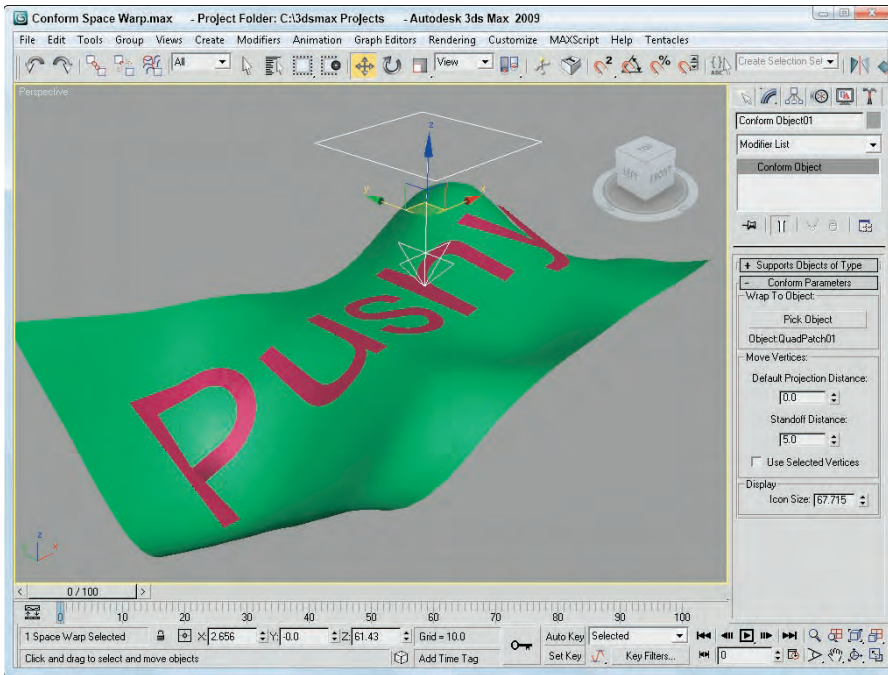 Conform Space Warp.max - Project Folder: C:\3dsmax Projects - Autodesk 3ds Max 2009
File Edit Tools Group Views Create Modifiers Animation Graph Editors Rendering Customize MAXScript Help Tentacles
All View Create Selection Set
Perspective
z
y x
TOP
LEFT FRONT
Pushy
z
x
Conform Object01
Modifier List
Conform Object
+ Supports Objects of Type
- Conform Parameters
Wrap To Object:
Pick Object
Object:QuadPatch01
Move Vertices:
Default Projection Distance:
0.0
Standoff Distance:
5.0
Use Selected Vertices
Display
Icon Size: 67.715
< 0 / 100 >
0 10 20 30 40 50 60 70 80 90 100
1 Space Warp Selected X: 2.656 Y: -0.0 Z: 61.43 Grid = 10.0 Auto Key Selected
Click and drag to select and move objects Add Time Tag Set Key Key Filters... 0